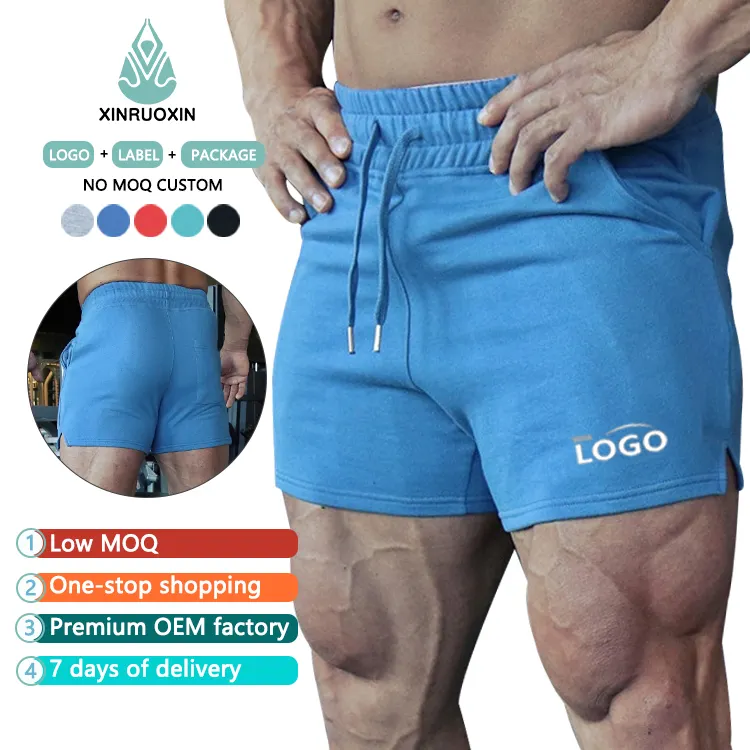 XINRUOXIN
LOGO + LABEL + PACKAGE
NO MOQ CUSTOM
LOGO
1 Low MOQ
2 One-stop shopping
3 Premium OEM factory
4 7 days of delivery